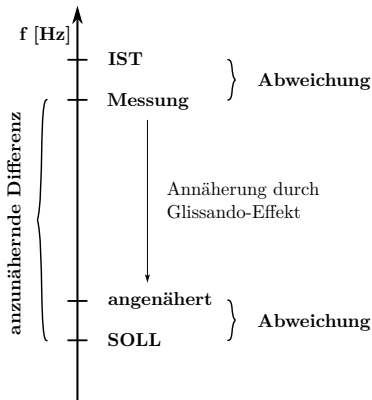 f [Hz]
IST
Abweichung
Messung
anzunähernde Differenz
Annäherung durch
Glissando-Effekt
angenähert
Abweichung
SOLL